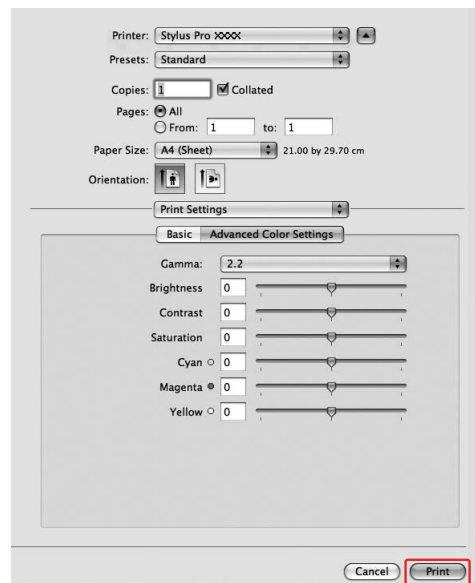 Printer: Stylus Pro XXXX
Presets: Standard
Copies: 1 Collated
Pages: All
From: 1 to: 1
Paper Size: A4 (Sheet) 21.00 by 29.70 cm
Orientation:
Print Settings
Basic Advanced Color Settings
Gamma: 2.2
Brightness 0
Contrast 0
Saturation 0
Cyan 0
Magenta 0
Yellow 0
Cancel Print